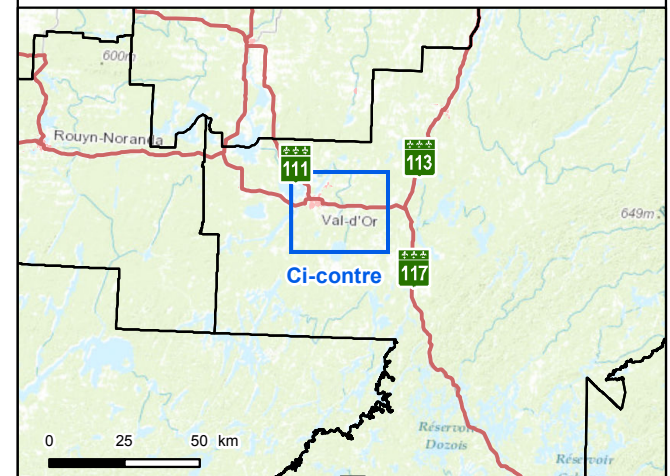 600m
Rouyn-Noranda
111
113
649m
Val-d'Or
Ci-contre
117
Réservoir
Dozois
Réservoir
0 25 50 km